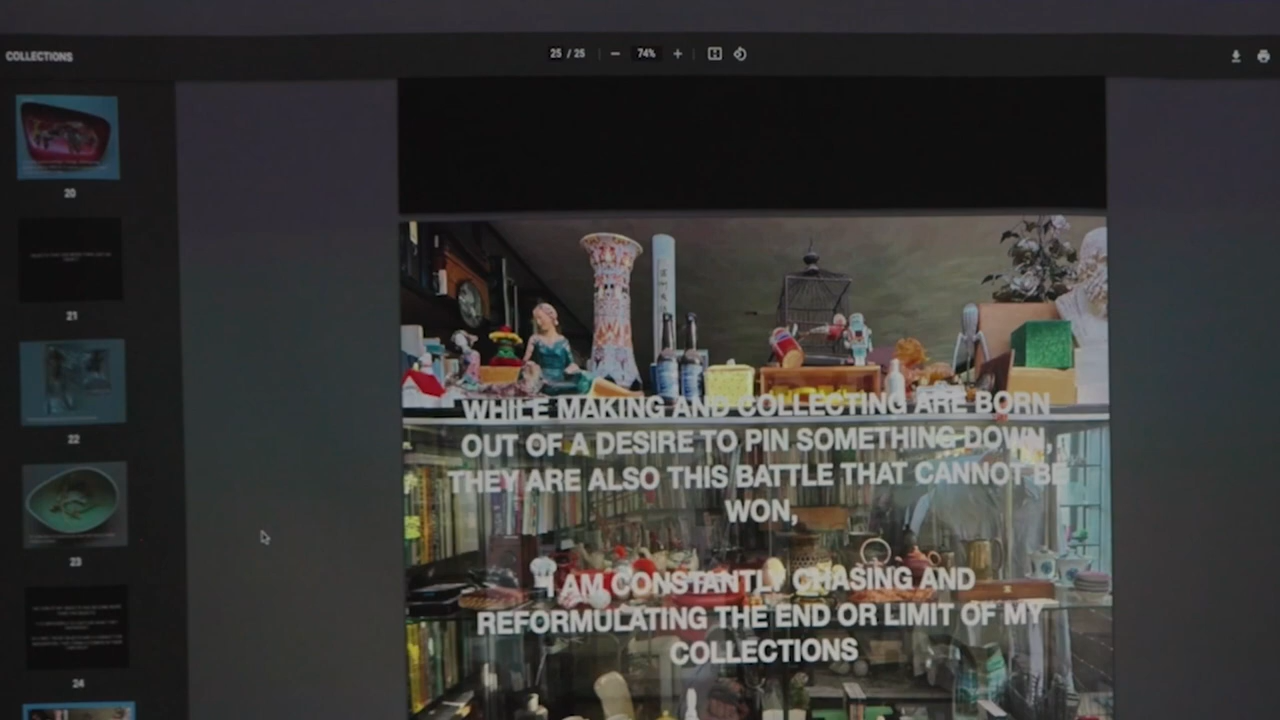 COLLECTIONS
25 / 25
74%
20
21
22
23
24
WHILE MAKING AND COLLECTING ARE BORN
OUT OF A DESIRE TO PIN SOMETHING DOWN,
THEY ARE ALSO THIS BATTLE THAT CANNOT BE
WON,
I AM CONSTANTLY CHASING AND
REFORMULATING THE END OR LIMIT OF MY
COLLECTIONS